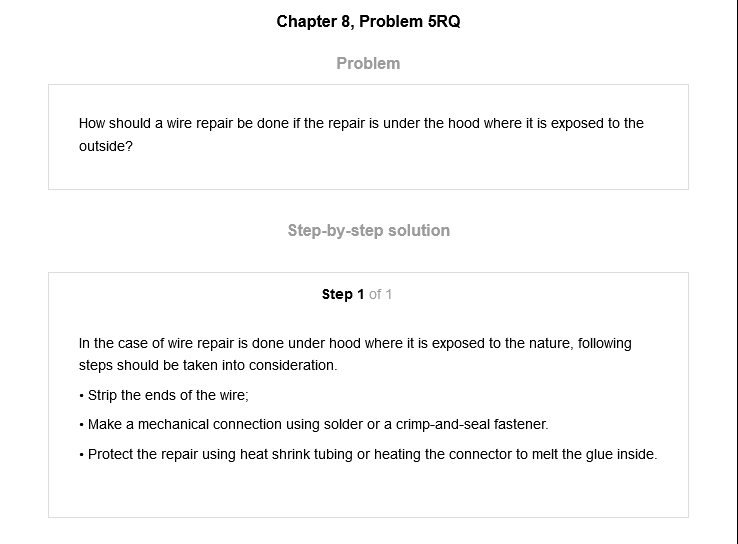 Chapter 8, Problem 5RQ
Problem
How should a wire repair be done if the repair is under the hood where it is exposed to the
outside?
Step-by-step solution
Step 1 of 1
In the case of wire repair is done under hood where it is exposed to the nature, following
steps should be taken into consideration.
• Strip the ends of the wire;
• Make a mechanical connection using solder or a crimp-and-seal fastener.
• Protect the repair using heat shrink tubing or heating the connector to melt the glue inside.